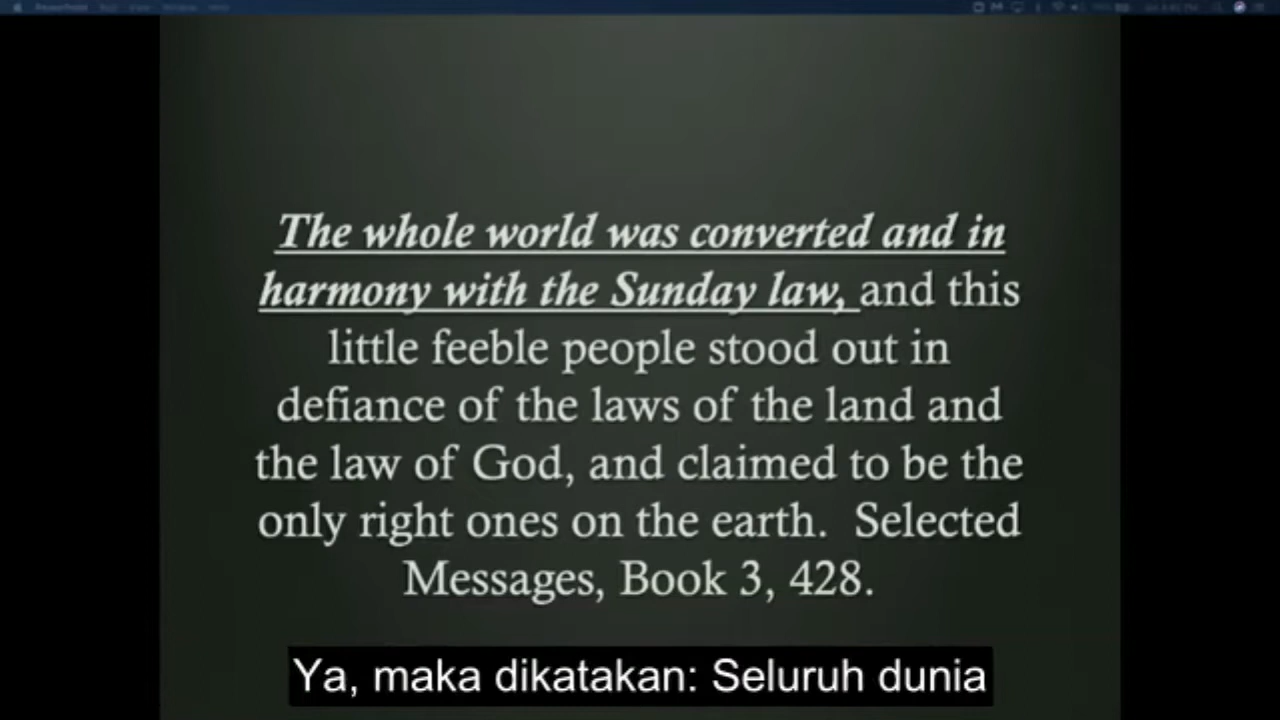 PowerPoint
The whole world was converted and in
harmony with the Sunday law, and this
little feeble people stood out in
defiance of the laws of the land and
the law of God, and claimed to be the
only right ones on the earth.  Selected
Messages, Book 3, 428.
Ya, maka dikatakan: Seluruh dunia